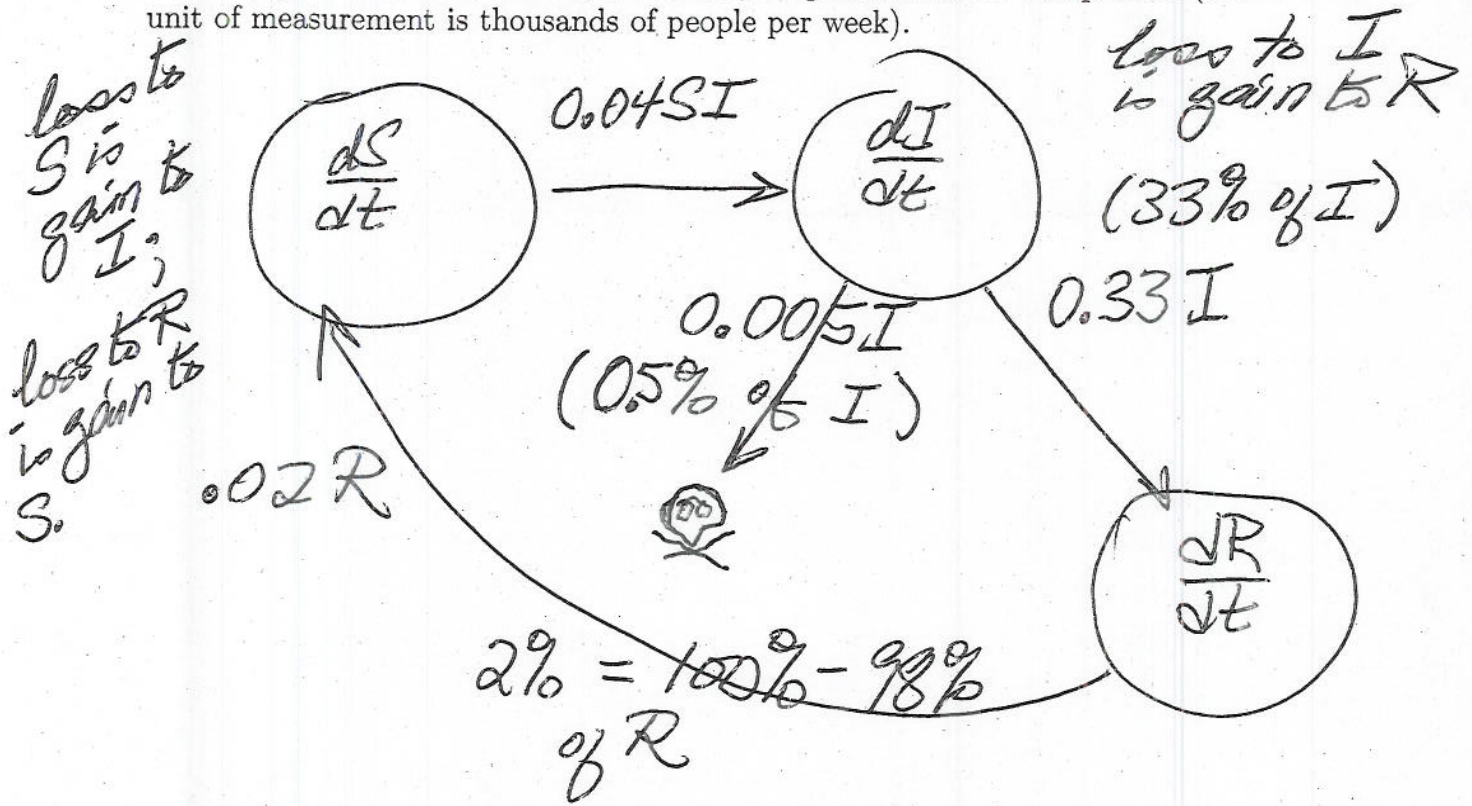 unit of measurement is thousands of people per week).
loss to
S is
gain to
I;
loss to R
is gain to
S.
dS
dt
0.04SI
dI
dt
loss to I
is gain to R
(33% of I)
0.33 I
0.005I
(0.5% of I)
.02R
dR
dt
2% = 100% - 98%
of R